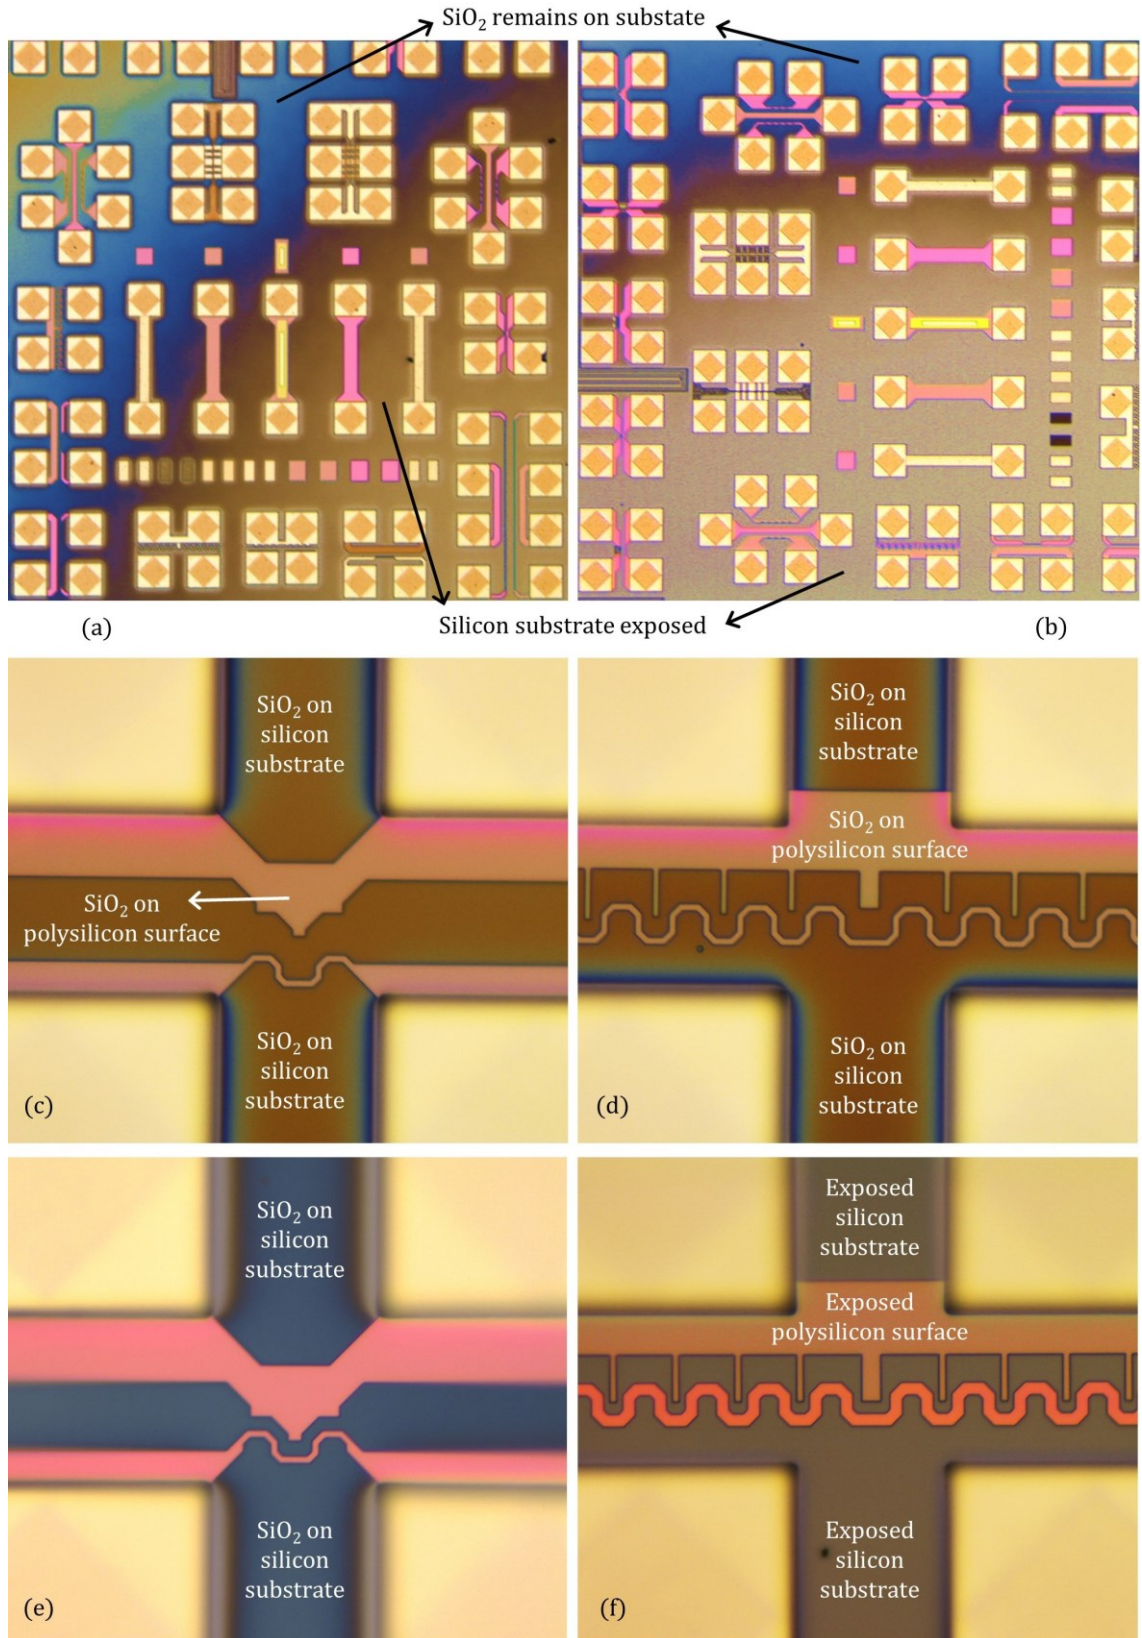 SiO₂ remains on substate
(a)
Silicon substrate exposed
(b)
SiO₂ on
silicon
substrate
SiO₂ on
polysilicon surface
SiO₂ on
silicon
substrate
(c)
SiO₂ on
silicon
substrate
SiO₂ on
polysilicon surface
SiO₂ on
silicon
substrate
(d)
SiO₂ on
silicon
substrate
SiO₂ on
silicon
substrate
(e)
Exposed
silicon
substrate
Exposed
polysilicon surface
Exposed
silicon
substrate
(f)